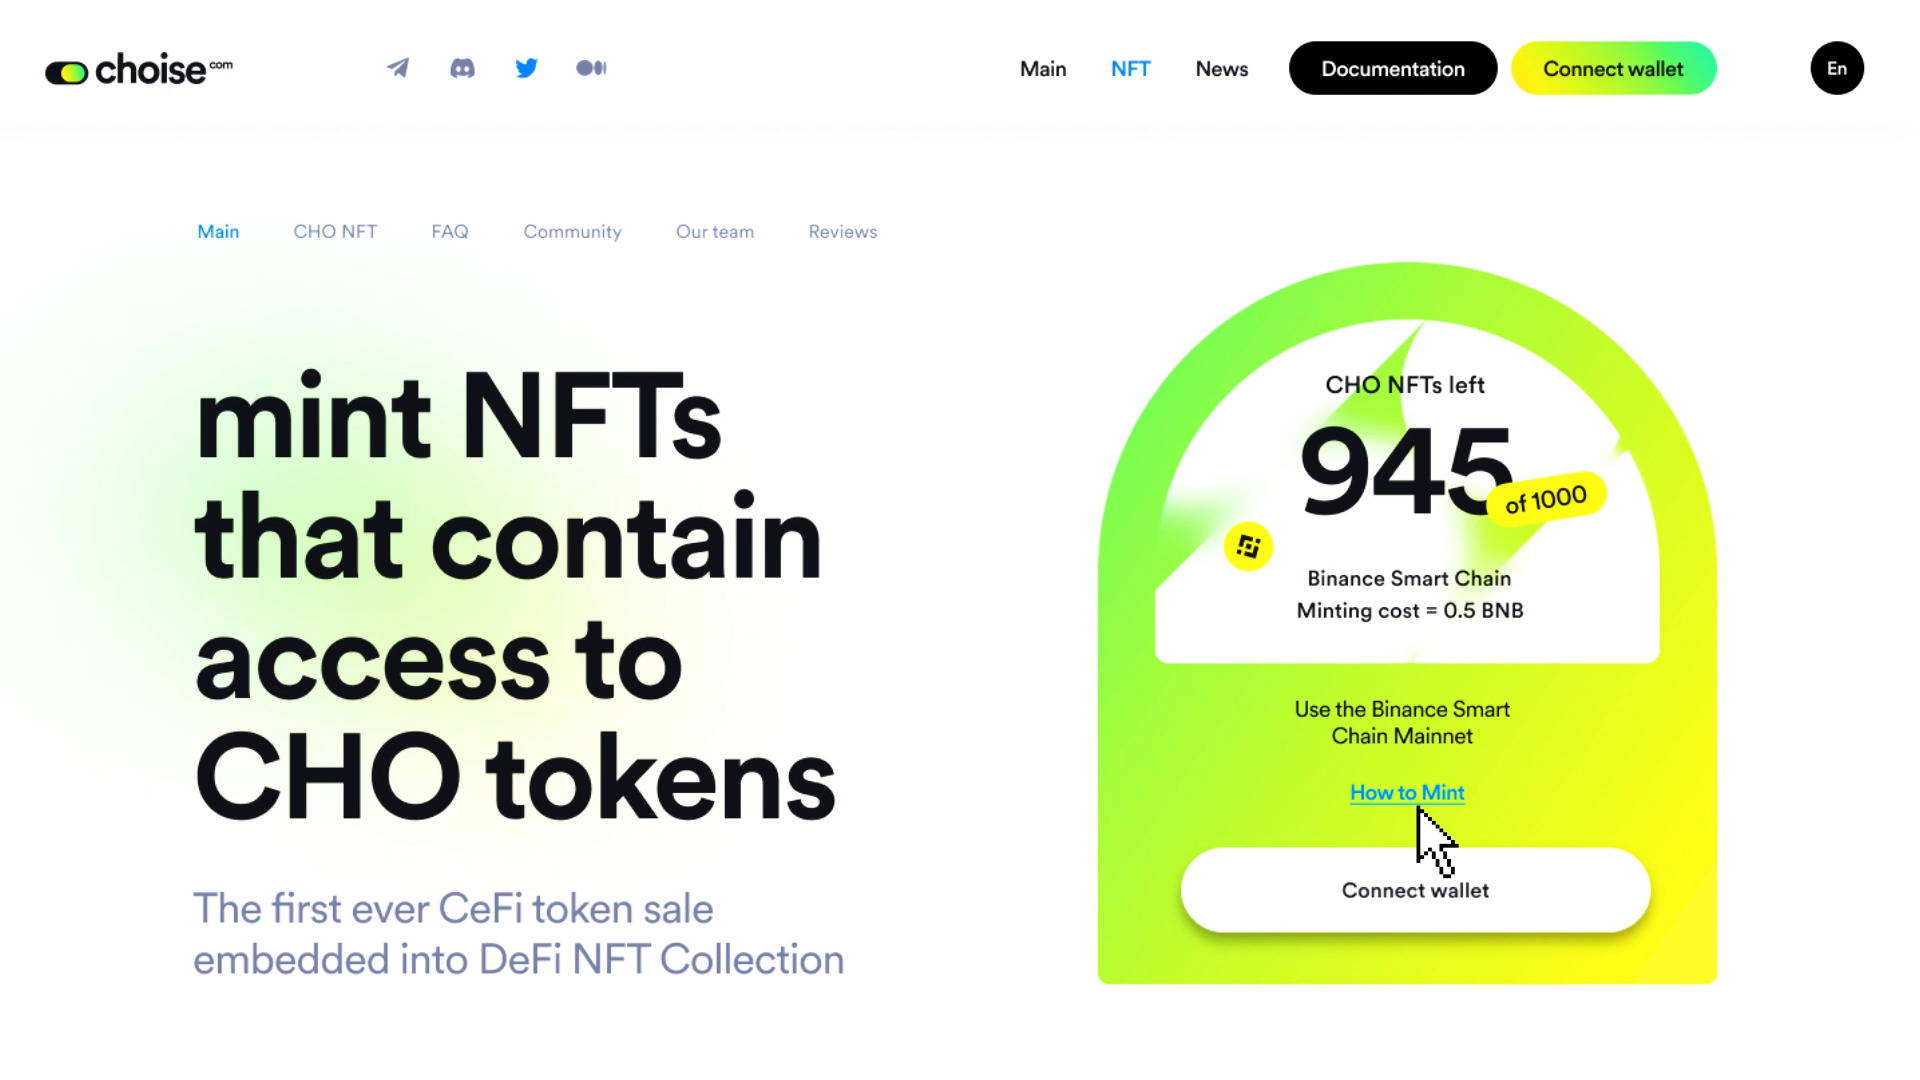 choise com
Main
NFT
News
Documentation
Connect wallet
En
Main
CHO NFT
FAQ
Community
Our team
Reviews
mint NFTs
that contain
access to
CHO tokens
The first ever CeFi token sale
embedded into DeFi NFT Collection
CHO NFTs left
945
of 1000
Binance Smart Chain
Minting cost = 0.5 BNB
Use the Binance Smart
Chain Mainnet
How to Mint
Connect wallet